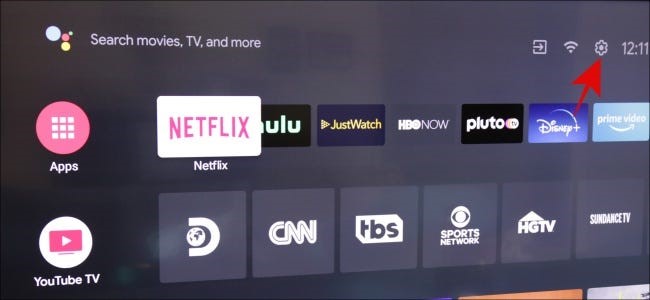 Search movies, TV, and more
12:11
Apps
NETFLIX
hulu
JustWatch
HBO NOW
pluto tv
Disney+
prime video
Netflix
YouTube TV
D
CNN
tbs
CBS SPORTS NETWORK
HGTV
SUNDANCE TV